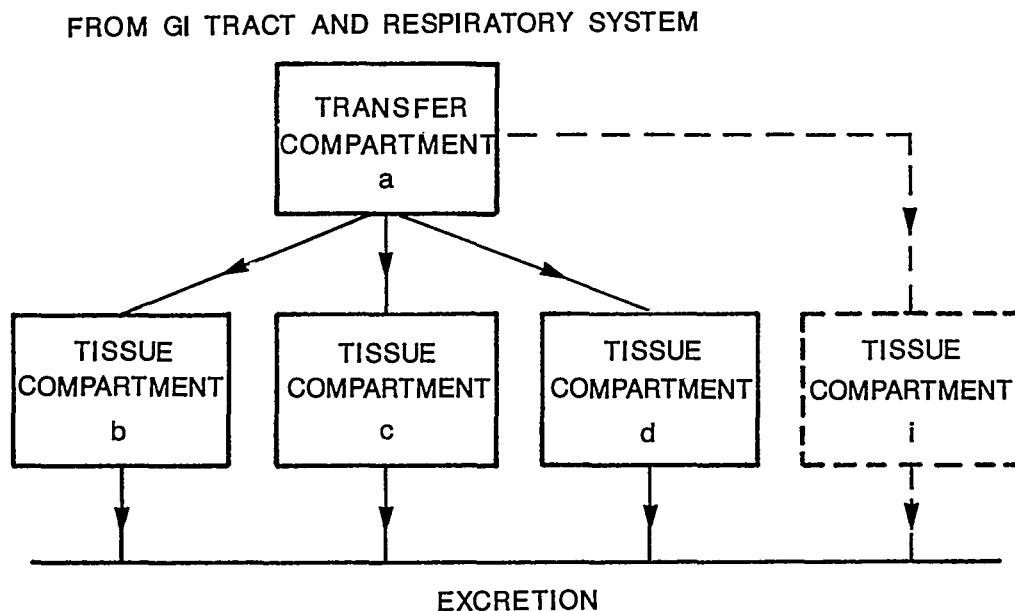 FROM GI TRACT AND RESPIRATORY SYSTEM
TRANSFER
COMPARTMENT
a
TISSUE
COMPARTMENT
b
TISSUE
COMPARTMENT
c
TISSUE
COMPARTMENT
d
TISSUE
COMPARTMENT
i
EXCRETION